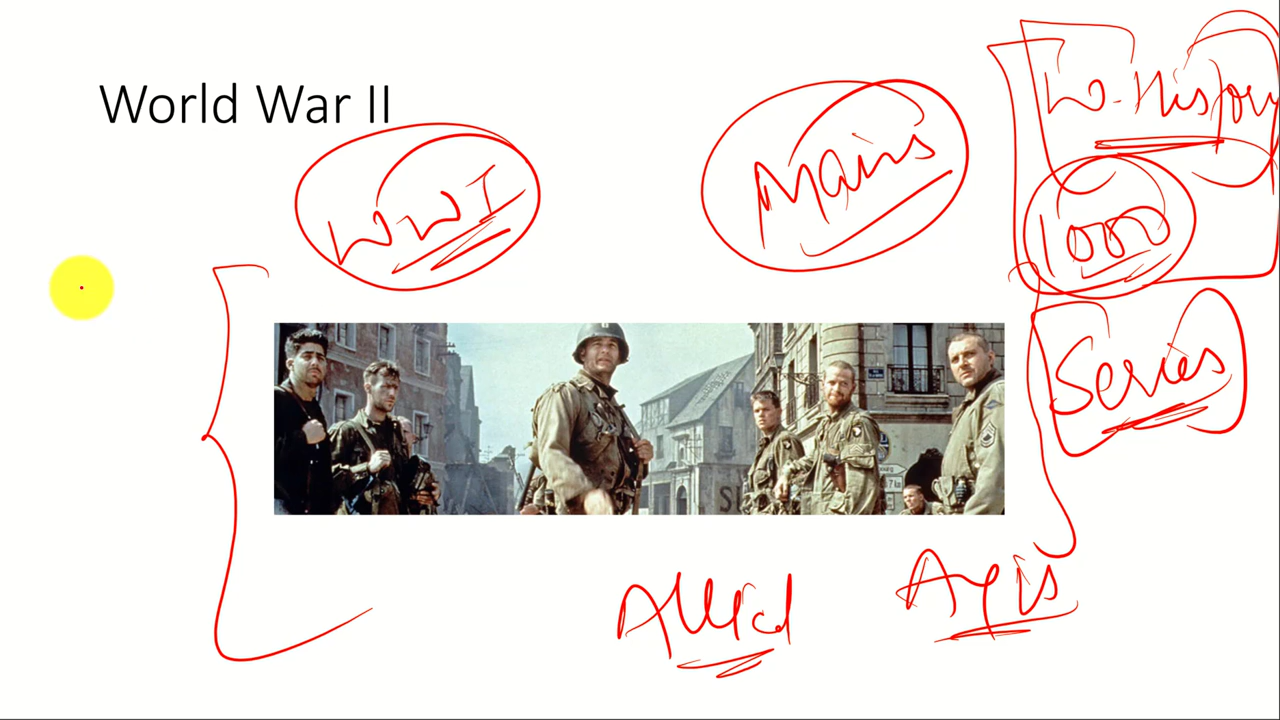 World War II
W. History
WWI
Mains
1000
Series
Allied
Axis